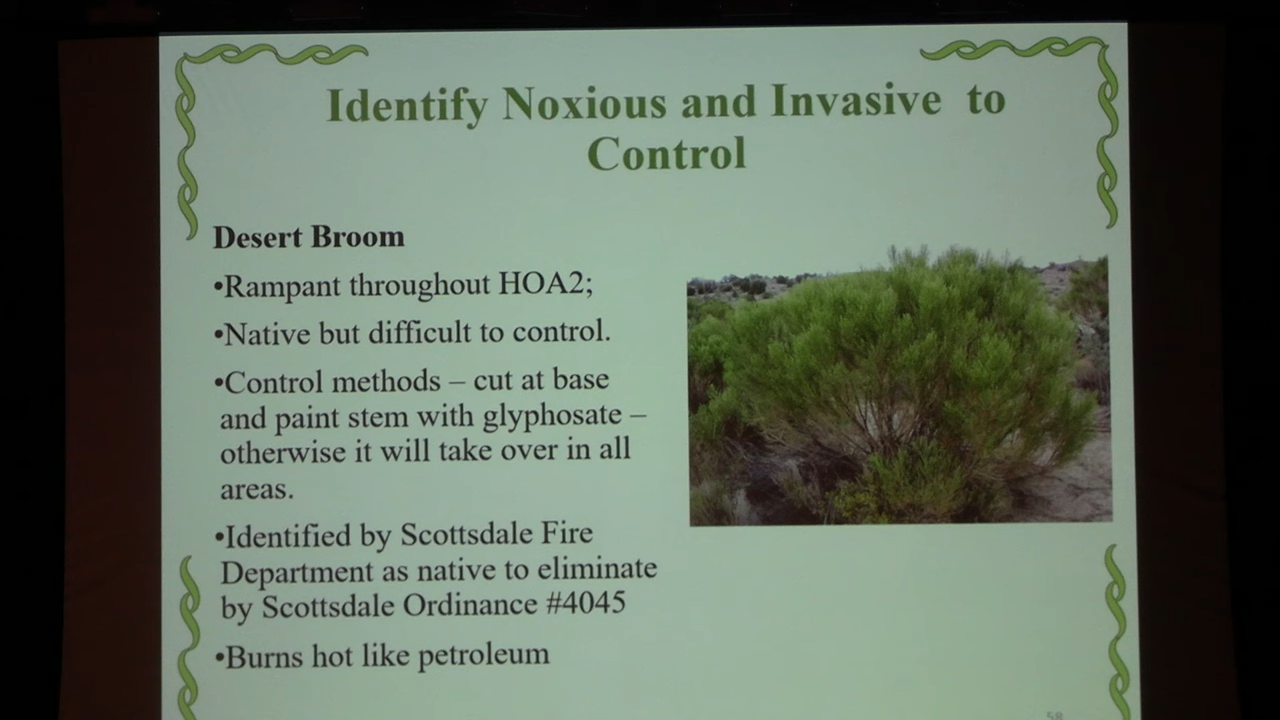 Identify Noxious and Invasive  to
Control
Desert Broom
•Rampant throughout HOA2;
•Native but difficult to control.
•Control methods – cut at base
and paint stem with glyphosate –
otherwise it will take over in all
areas.
•Identified by Scottsdale Fire
Department as native to eliminate
by Scottsdale Ordinance #4045
•Burns hot like petroleum
58